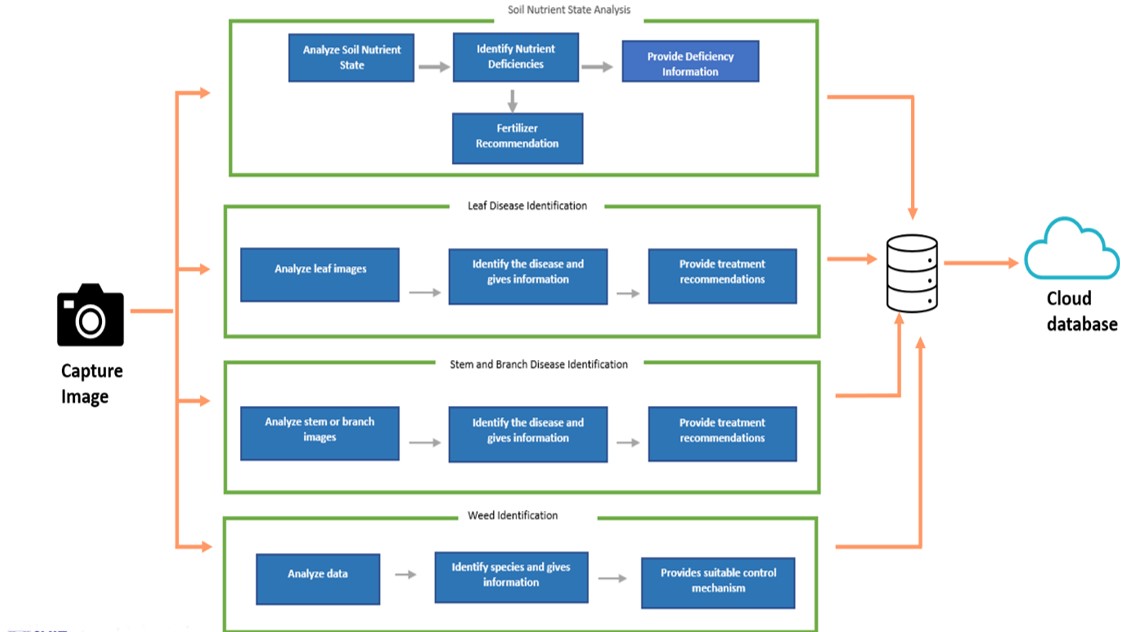 Soil Nutrient State Analysis
Analyze Soil Nutrient
State
Identify Nutrient
Deficiencies
Provide Deficiency
Information
Fertilizer
Recommendation
Leaf Disease Identification
Analyze leaf images
Identify the disease and
gives information
Provide treatment
recommendations
Capture
Image
Cloud
database
Stem and Branch Disease Identification
Analyze stem or branch
images
Identify the disease and
gives information
Provide treatment
recommendations
Weed Identification
Analyze data
Identify species and gives
information
Provides suitable control
mechanism